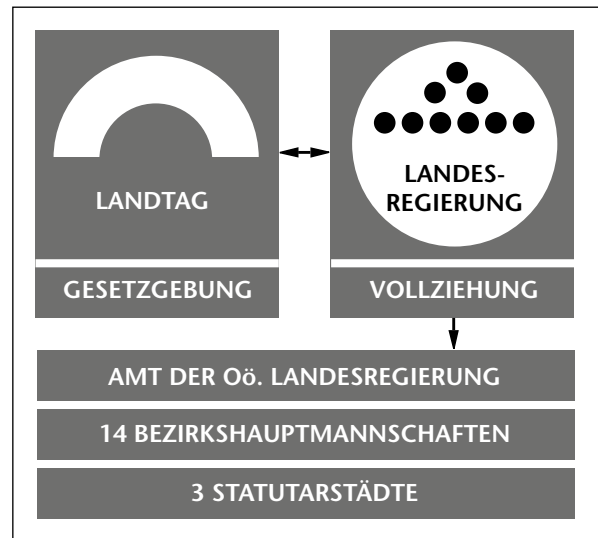 LANDTAG
GESETZGEBUNG
LANDES-
REGIERUNG
VOLLZIEHUNG
AMT DER Oö. LANDESREGIERUNG
14 BEZIRKSHAUPTMANNSCHAFTEN
3 STATUTARSTÄDTE